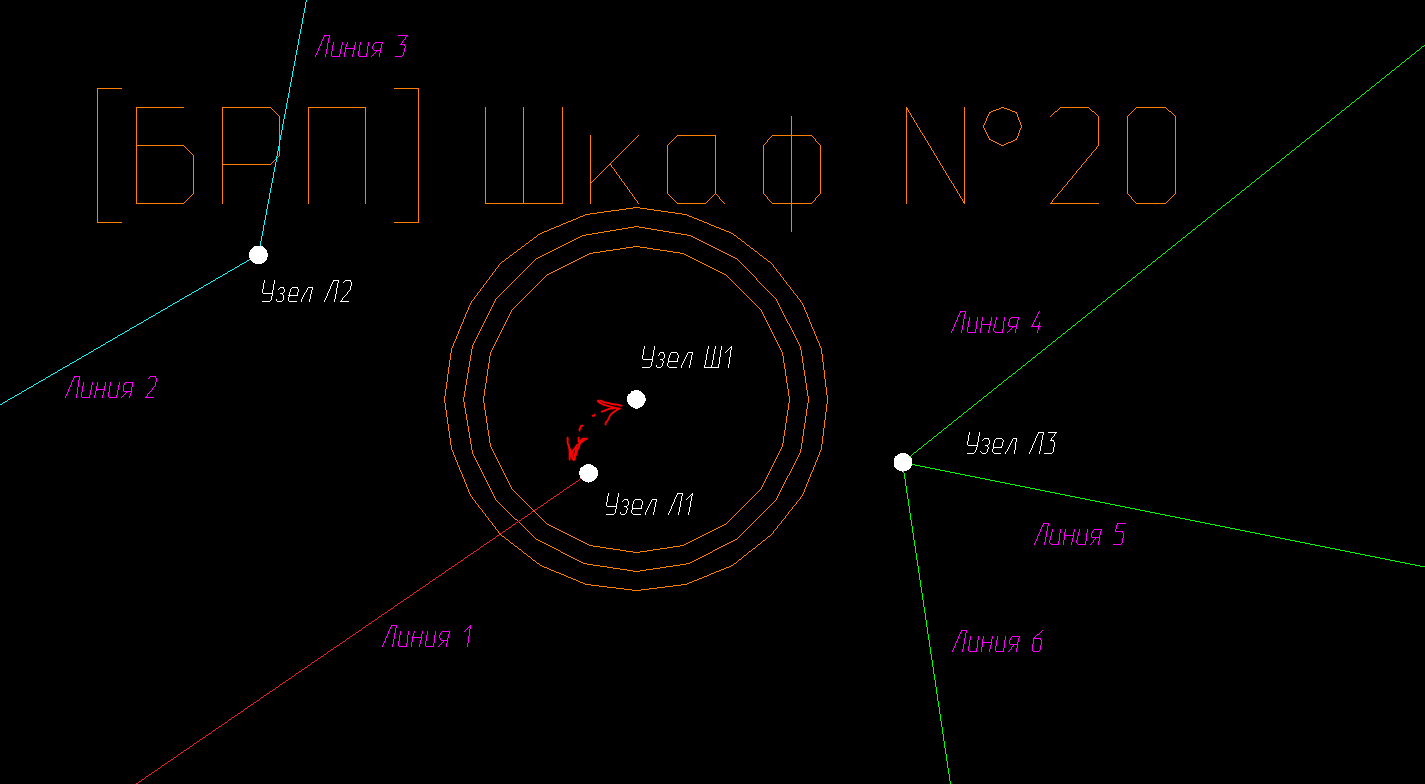 Линия 3
[БРП] Шкаф №20
Узел Л2
Линия 4
Узел Ш1
Линия 2
Узел Л3
Узел Л1
Линия 5
Линия 1
Линия 6